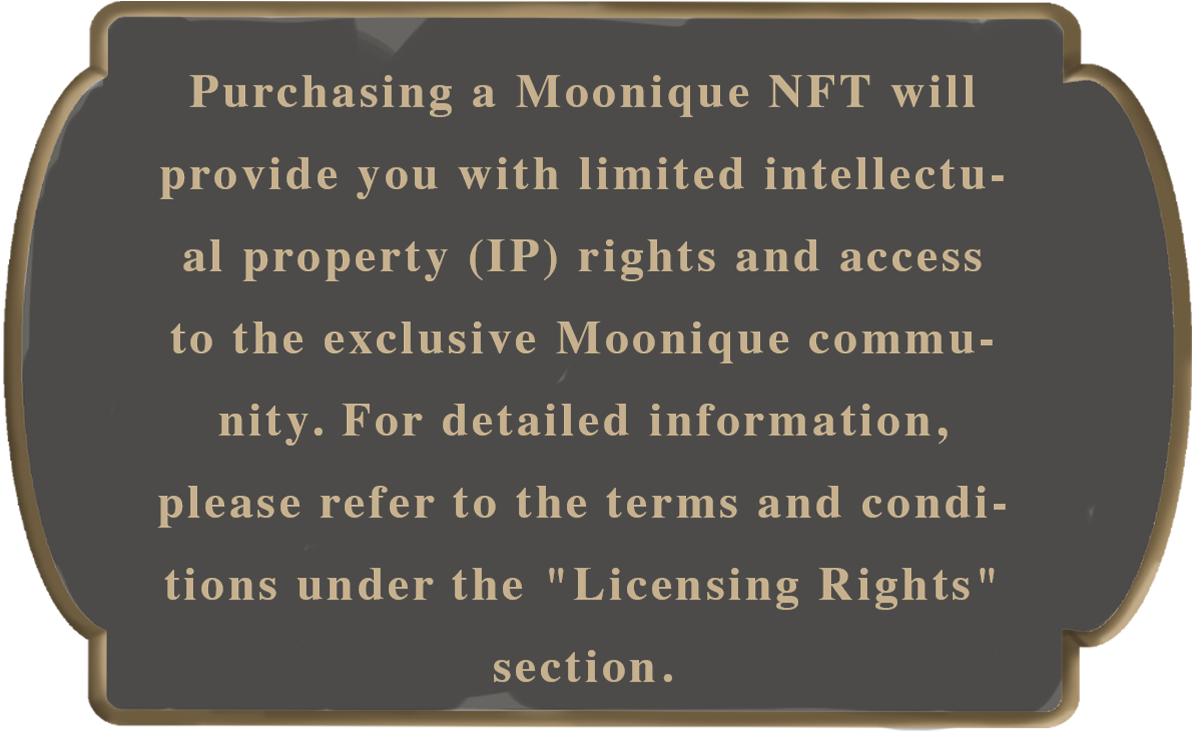 Purchasing a Moonique NFT will
provide you with limited intellectu-
al property (IP) rights and access
to the exclusive Moonique commu-
nity. For detailed information,
please refer to the terms and condi-
tions under the "Licensing Rights"
section.